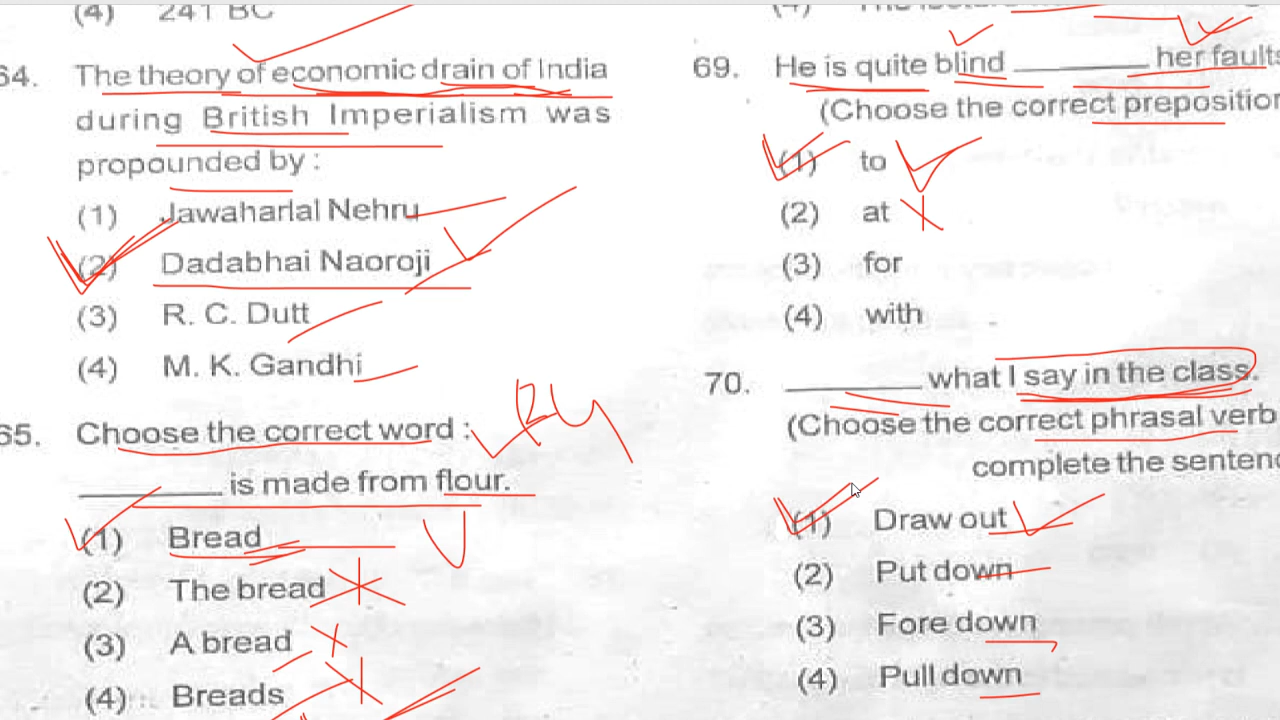 (4) 241 BC
64. The theory of economic drain of India
during British Imperialism was
propounded by :
(1) Jawaharlal Nehru
(2) Dadabhai Naoroji
(3) R. C. Dutt
(4) M. K. Gandhi
65. Choose the correct word :
is made from flour.
(1) Bread
(2) The bread
(3) A bread
(4) Breads
69. He is quite blind ________ her faults
(Choose the correct preposition
(1) to
(2) at
(3) for
(4) with
70. ________ what I say in the class.
(Choose the correct phrasal verb
complete the sentenc
(1) Draw out
(2) Put down
(3) Fore down
(4) Pull down